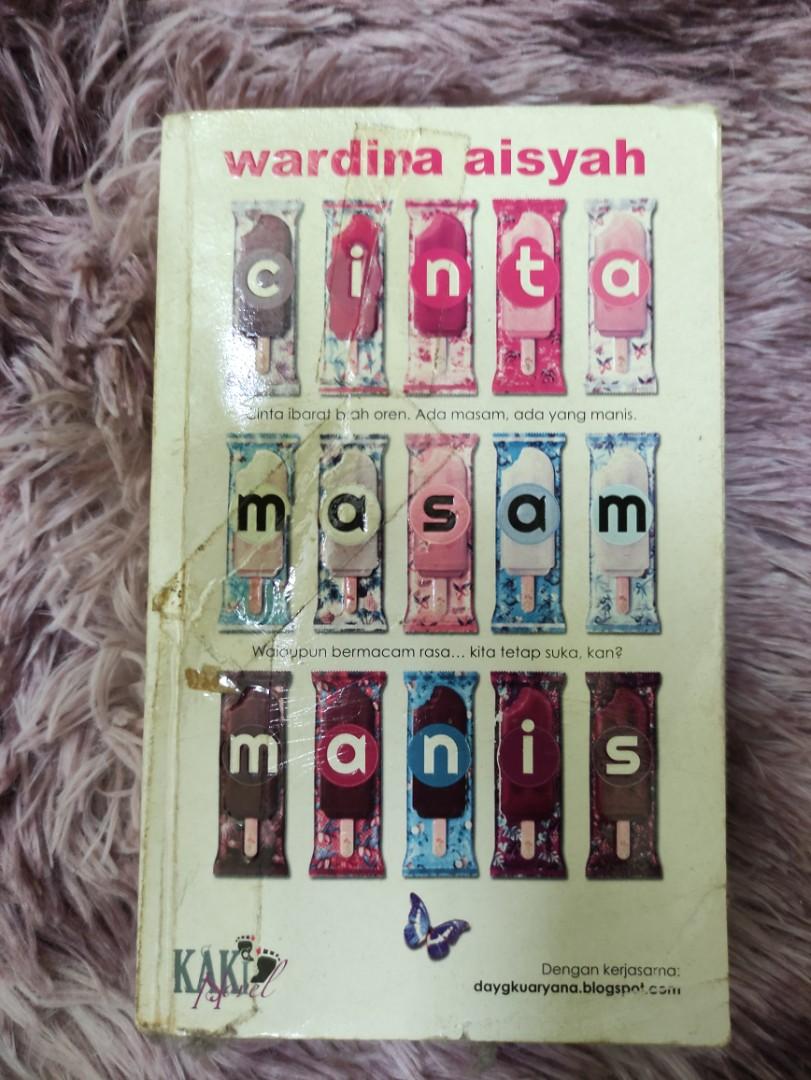 wardina aisyah
cinta
Cinta ibarat buah oren. Ada masam, ada yang manis.
masam
Walaupun bermacam rasa... kita tetap suka, kan?
manis
KAKI
Novel
Dengan kerjasama:
daygkuaryana.blogspot.com